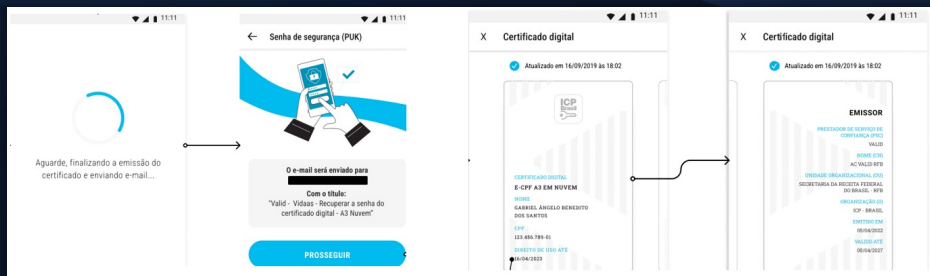 11:11
Aguarde, finalizando a emissão do
certificado e enviando e-mail...
11:11
Senha de segurança (PUK)
O e-mail será enviado para
Com o título:
"Valid - Vidaas - Recuperar a senha do
certificado digital - A3 Nuvem"
PROSSEGUIR
11:11
X Certificado digital
Atualizado em 16/09/2019 às 18:02
ICP
Brasil
CERTIFICADO DIGITAL
E-CPF A3 EM NUVEM
NOME
GABRIEL ÂNGELO BENEDITO
DOS SANTOS
CPF
123.456.789-01
DIREITO DE USO ATÉ
16/04/2023
11:11
X Certificado digital
Atualizado em 16/09/2019 às 18:02
EMISSOR
PRESTADOR DE SERVIÇO DE
CONFIANÇA (PSC)
VALID
NOME (CN)
AC VALID RFB
UNIDADE ORGANIZACIONAL (OU)
SECRETARIA DA RECEITA FEDERAL
DO BRASIL - RFB
ORGANIZAÇÃO (O)
ICP - BRASIL
EMITIDO EM
05/04/2022
VALIDO ATÉ
05/04/2027